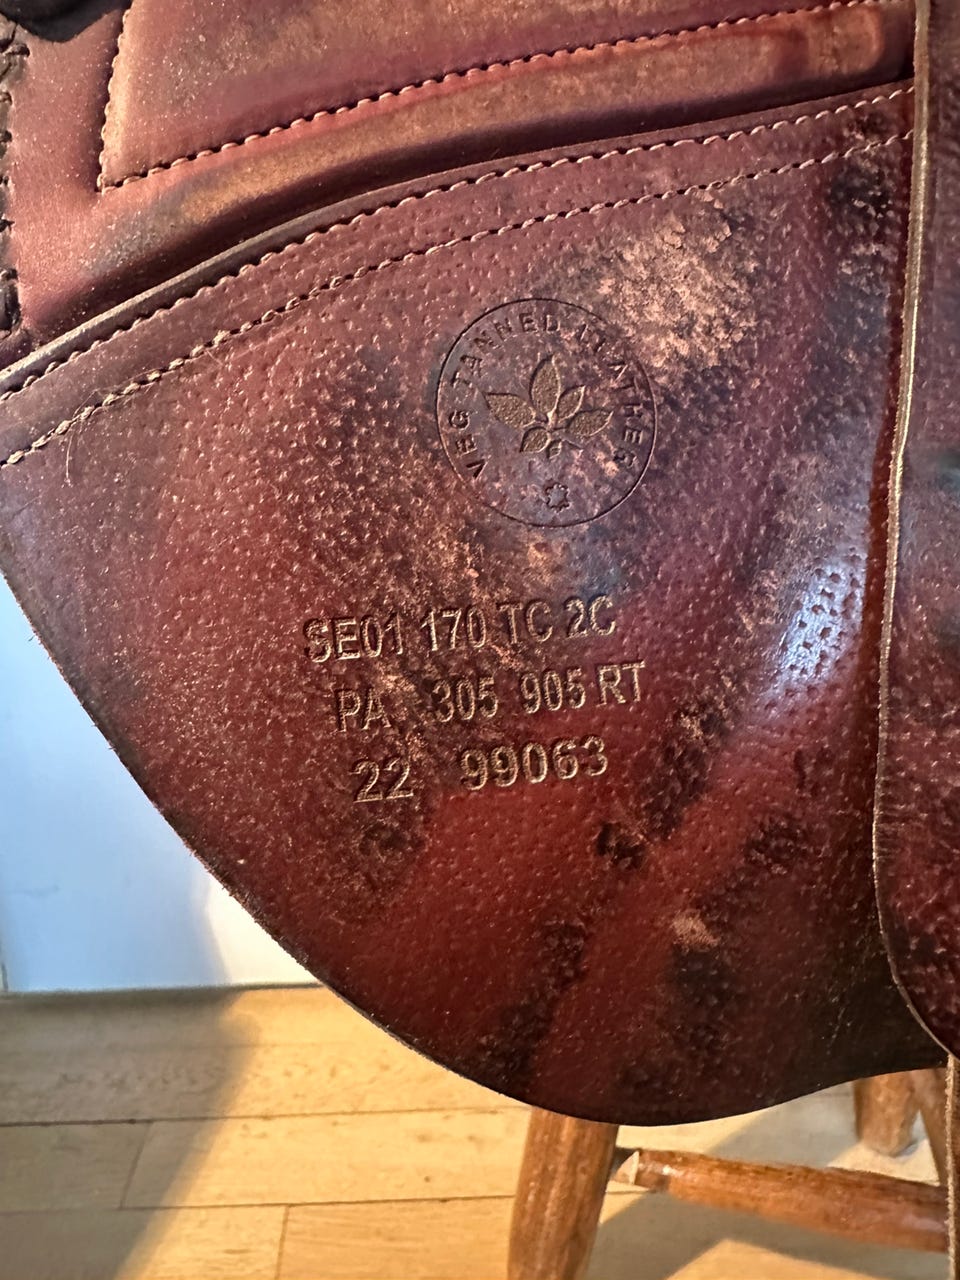 VEG TANNED LEATHER
SE01 170 TC 2C
PA 305 905 RT
22 99063